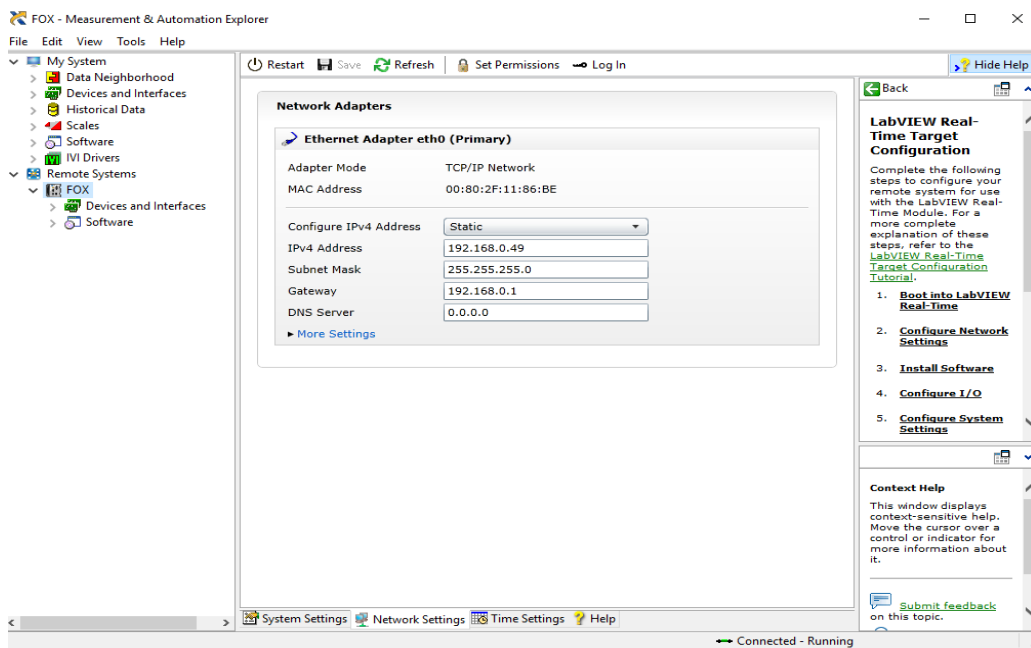 FOX - Measurement & Automation Explorer
File Edit View Tools Help
My System
Data Neighborhood
Devices and Interfaces
Historical Data
Scales
Software
IVI Drivers
Remote Systems
FOX
Devices and Interfaces
Software
Restart Save Refresh Set Permissions Log In
Hide Help
Network Adapters
Ethernet Adapter eth0 (Primary)
Adapter Mode TCP/IP Network
MAC Address 00:80:2F:11:86:BE
Configure IPv4 Address Static
IPv4 Address 192.168.0.49
Subnet Mask 255.255.255.0
Gateway 192.168.0.1
DNS Server 0.0.0.0
More Settings
System Settings Network Settings Time Settings Help
Back
LabVIEW Real-
Time Target
Configuration
Complete the following
steps to configure your
remote system for use
with the LabVIEW Real-
Time Module. For a
more complete
explanation of these
steps, refer to the
LabVIEW Real-Time
Target Configuration
Tutorial.
1. Boot into LabVIEW
Real-Time
2. Configure Network
Settings
3. Install Software
4. Configure I/O
5. Configure System
Settings
Context Help
This window displays
context-sensitive help.
Move the cursor over a
control or indicator for
more information about
it.
Submit feedback
on this topic.
Connected - Running